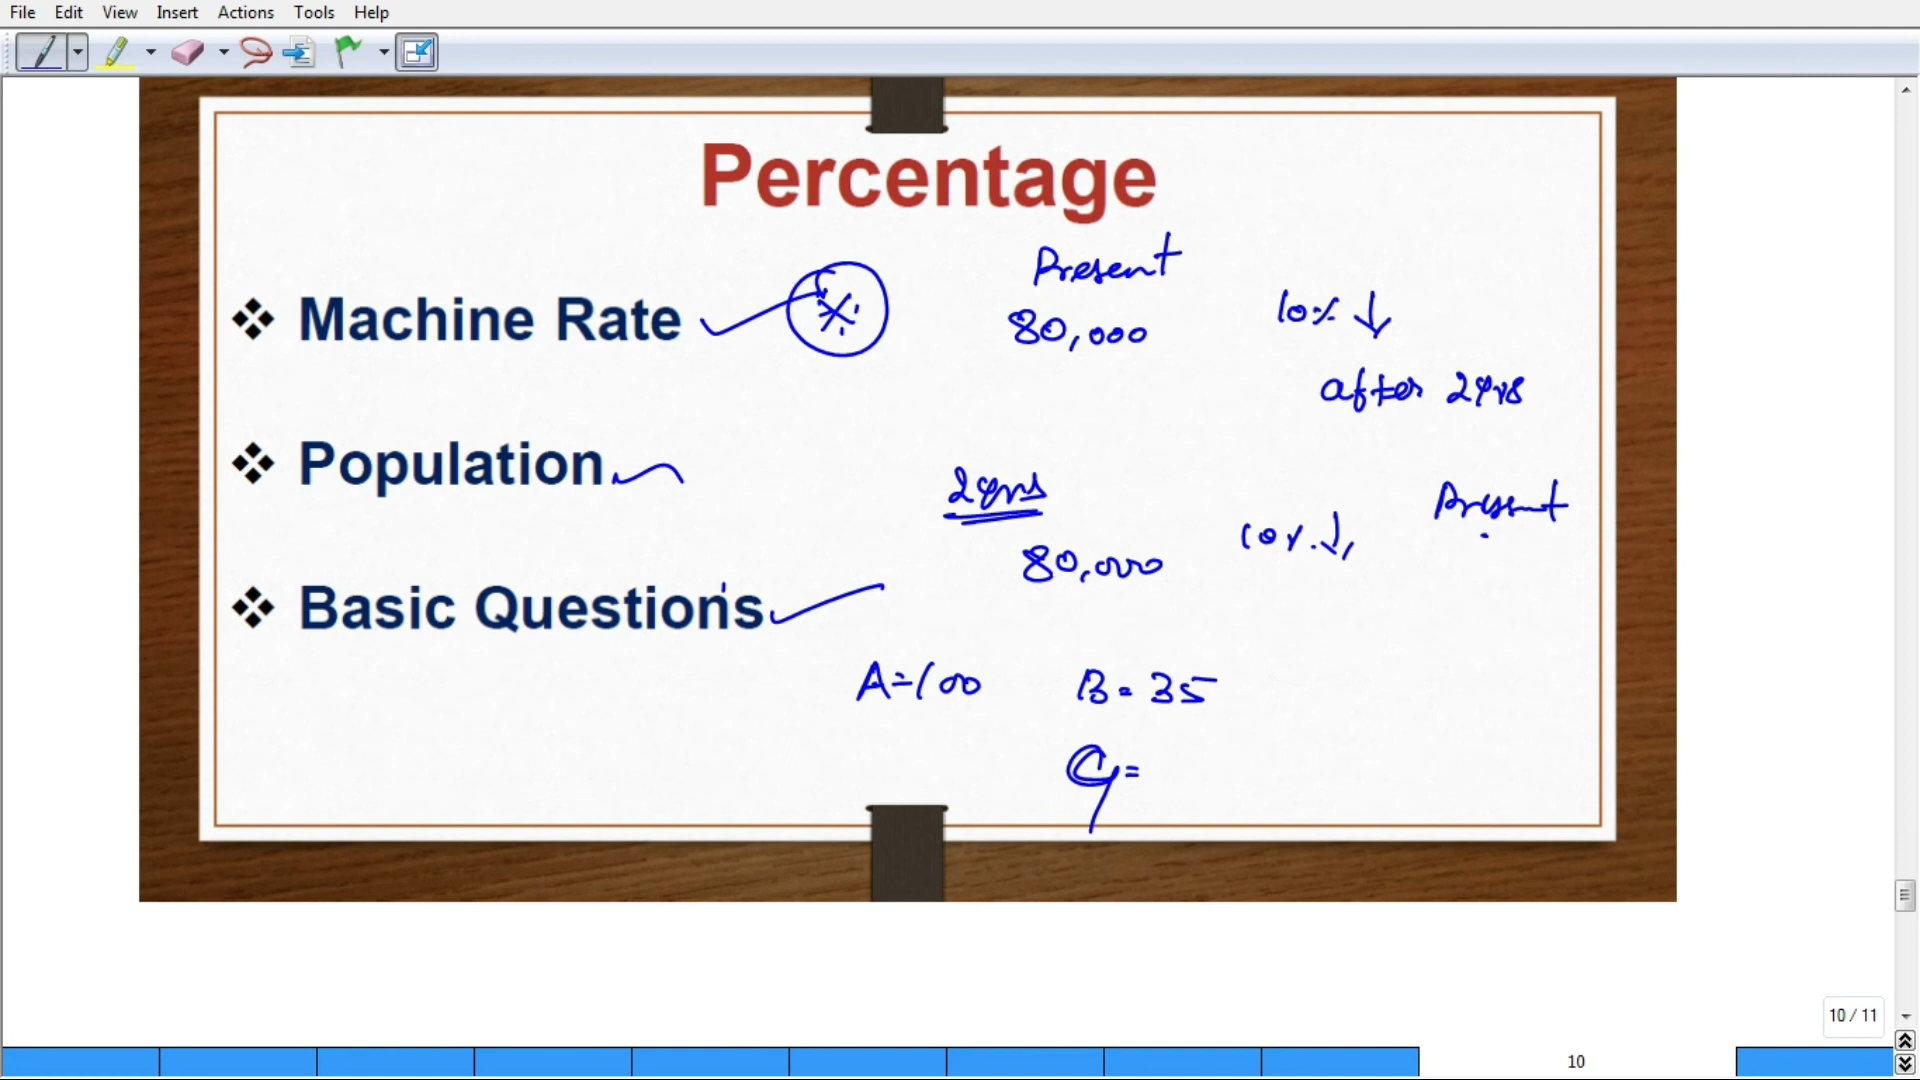 File Edit View Insert Actions Tools Help
Percentage
Machine Rate
Present
80,000
10% ↓
after 2yrs
Population
2yrs
80,000
10% ↓
Present
Basic Questions
A=100 B=35
C=
10 / 11
10